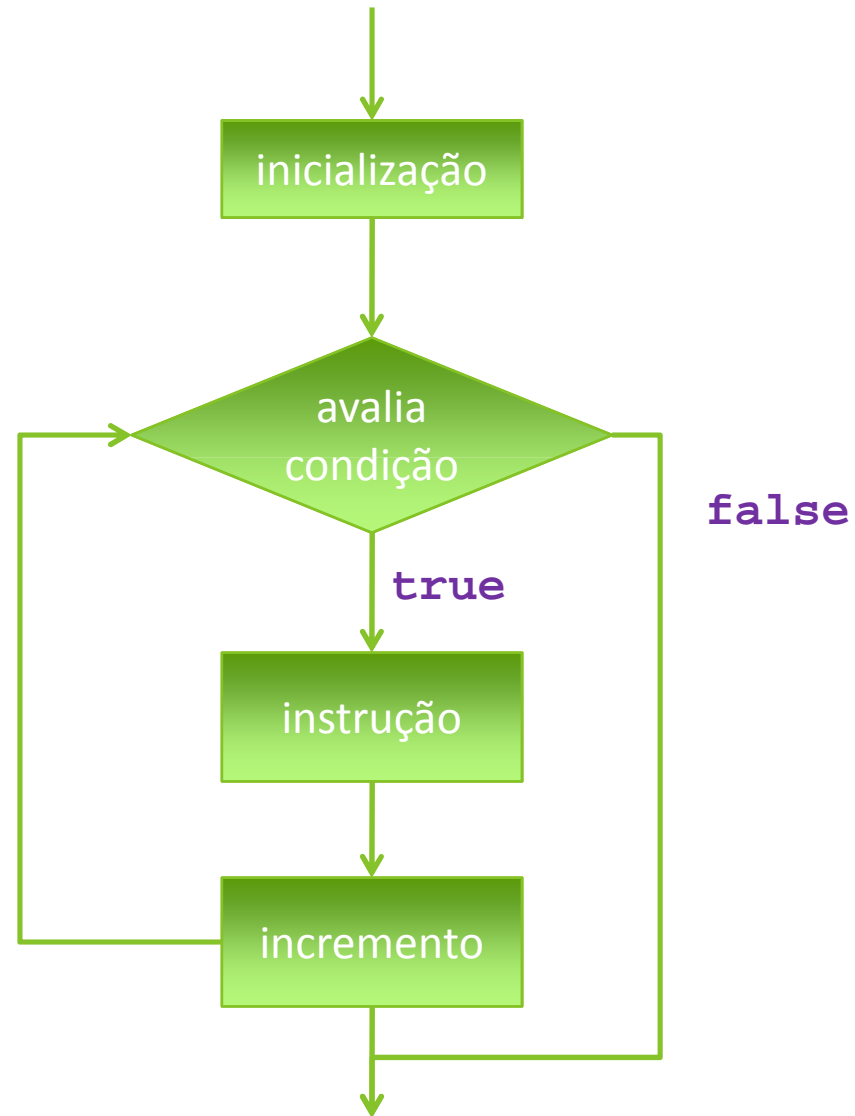 inicialização
avalia
condição
false
true
instrução
incremento